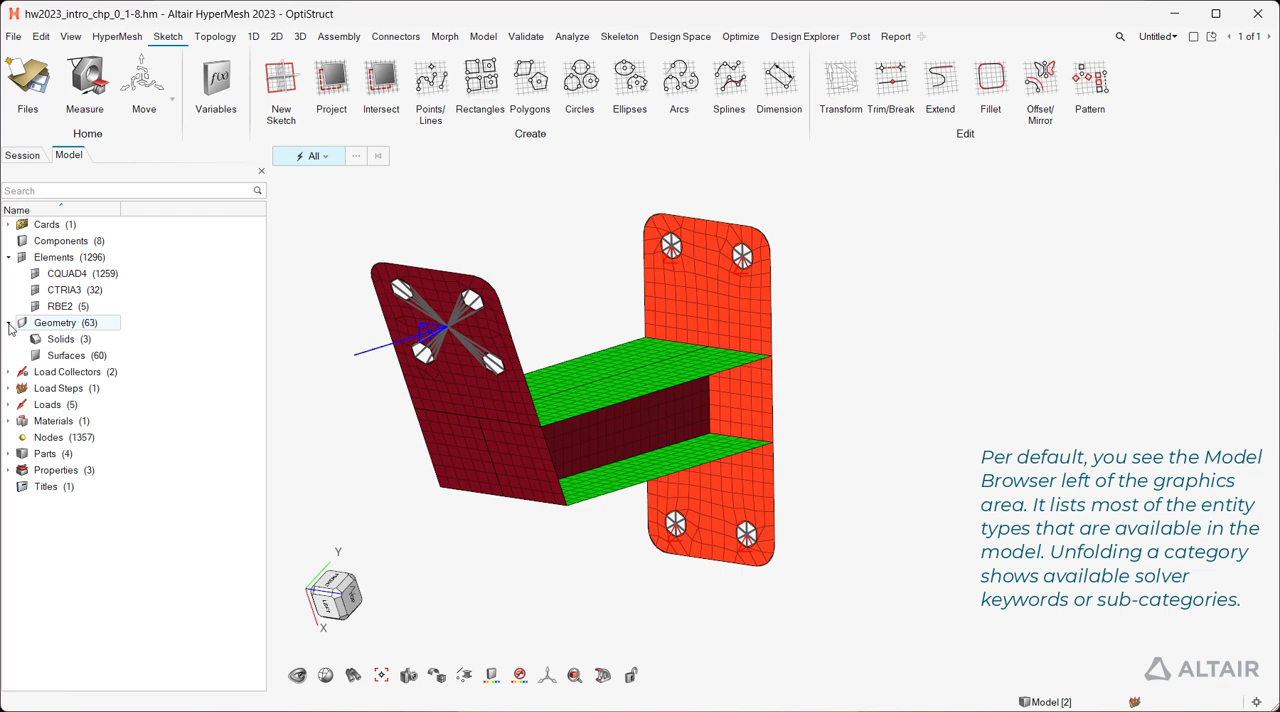 hw2023_intro_chp_0_1-8.hm - Altair HyperMesh 2023 - OptiStruct
File Edit View HyperMesh Sketch Topology 1D 2D 3D Assembly Connectors Morph Model Validate Analyze Skeleton Design Space Optimize Design Explorer Post Report Untitled 1 of 1
Files Measure Move Variables New Sketch Project Intersect Points/Lines Rectangles Polygons Circles Ellipses Arcs Splines Dimension Transform Trim/Break Extend Fillet Offset/Mirror Pattern
Home Create Edit
Session Model
All
Search
Name
Cards (1)
Components (8)
Elements (1296)
CQUAD4 (1259)
CTRIA3 (32)
RBE2 (5)
Geometry (63)
Solids (3)
Surfaces (60)
Load Collectors (2)
Load Steps (1)
Loads (5)
Materials (1)
Nodes (1357)
Parts (4)
Properties (3)
Titles (1)
Per default, you see the Model
Browser left of the graphics
area. It lists most of the entity
types that are available in the
model. Unfolding a category
shows available solver
keywords or sub-categories.
Y
LEFT
X
ALTAIR
Model [2]